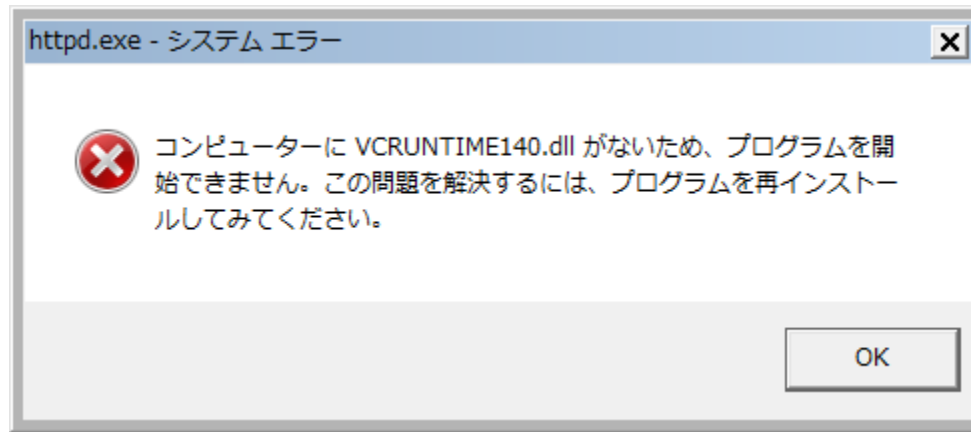 httpd.exe - システム エラー
コンピューターに VCRUNTIME140.dll がないため、プログラムを開
始できません。この問題を解決するには、プログラムを再インストー
ルしてみてください。
OK